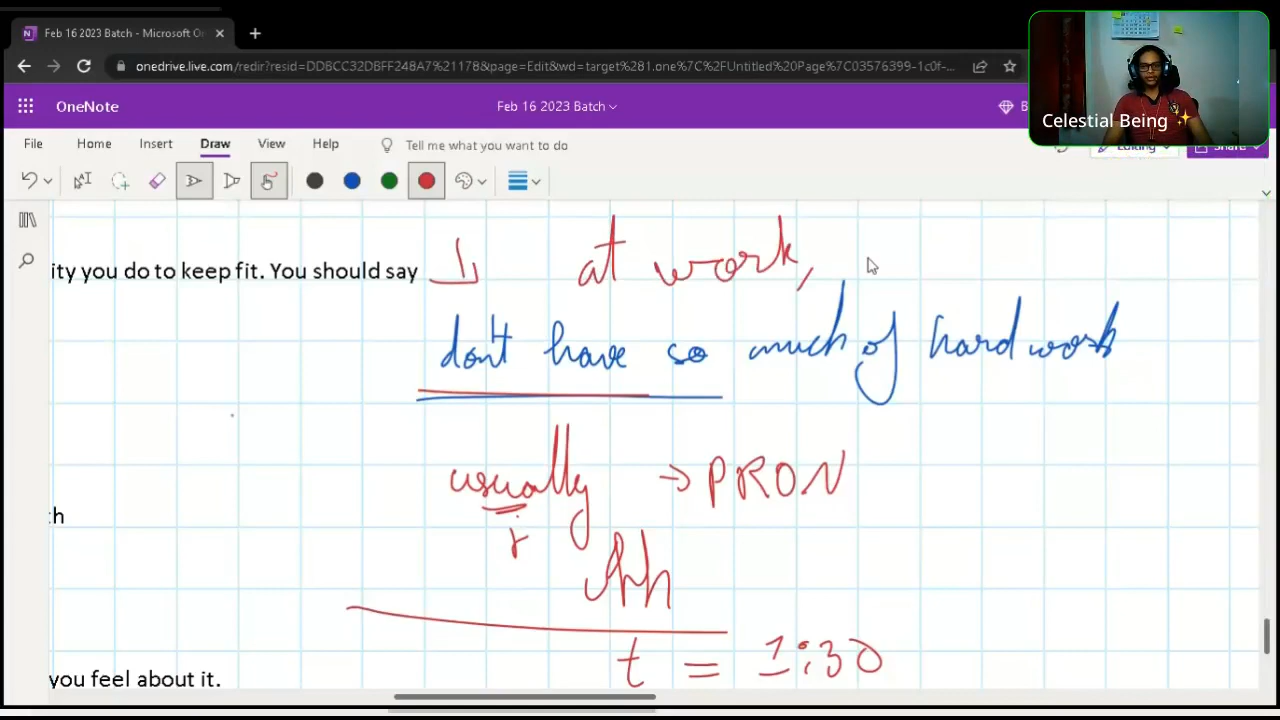 Feb 16 2023 Batch - Microsoft On
onedrive.live.com/redir?resid=DDBCC32DBFF248A7%21178&page=Edit&wd=target%281.one%7C%2FUntitled%20Page%7C03576399-1c0f-...
OneNote
Feb 16 2023 Batch
Celestial Being ✨
File Home Insert Draw View Help Tell me what you want to do
Editing Share
ity you do to keep fit. You should say
at work,
don't have so much of hard work
usually → PRON
j
th
t = 1:30
you feel about it.